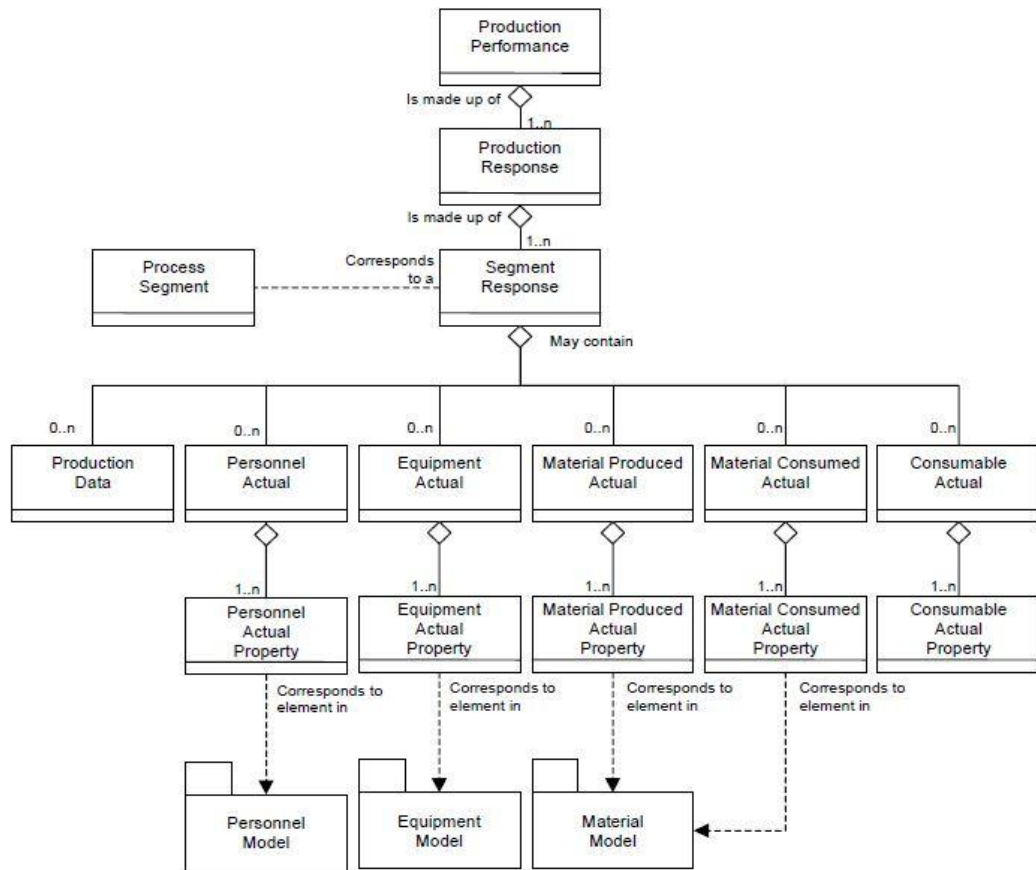 Production
Performance
Is made up of
1..n
Production
Response
Is made up of
1..n
Process
Segment
Corresponds
to a
Segment
Response
May contain
0..n
0..n
0..n
0..n
0..n
0..n
Production
Data
Personnel
Actual
Equipment
Actual
Material Produced
Actual
Material Consumed
Actual
Consumable
Actual
1..n
1..n
1..n
1..n
1..n
Personnel
Actual
Property
Equipment
Actual
Property
Material Produced
Actual
Property
Material Consumed
Actual
Property
Consumable
Actual Property
Corresponds to
element in
Corresponds to
element in
Corresponds to
element in
Corresponds to
element in
Personnel
Model
Equipment
Model
Material
Model